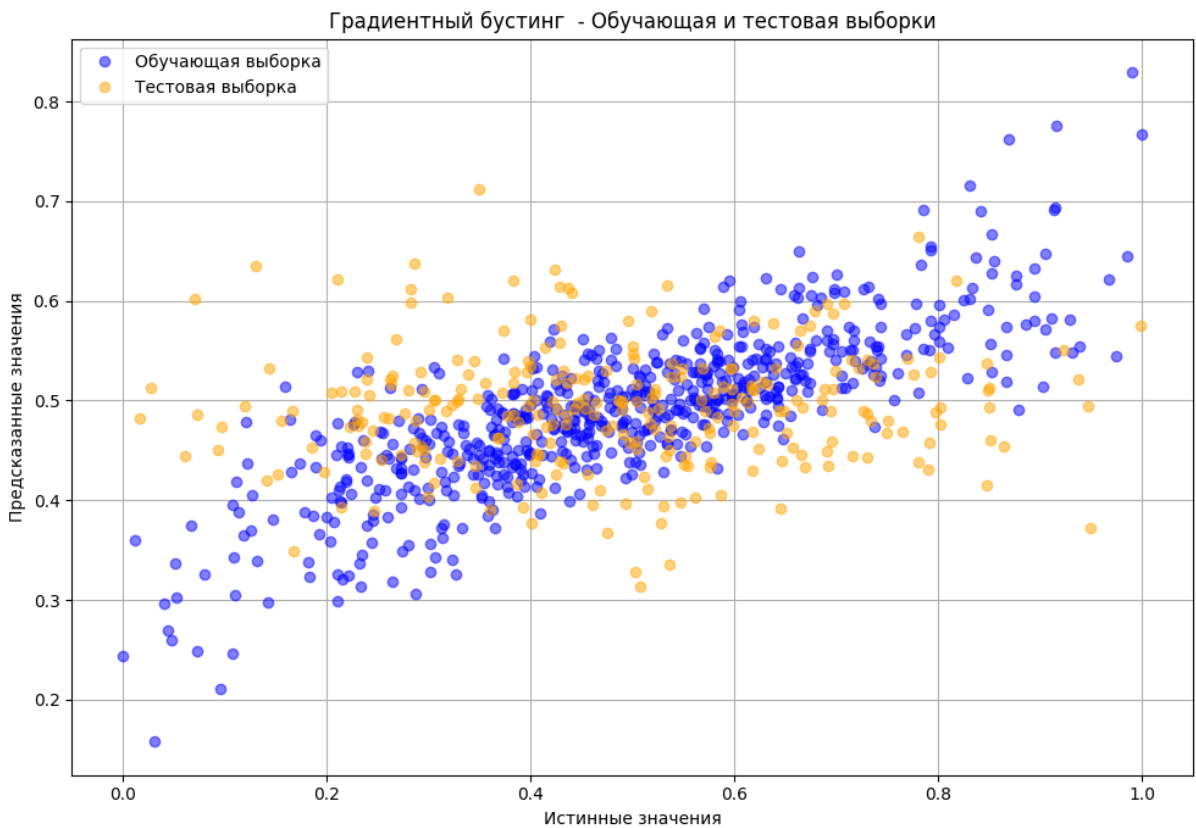 Градиентный бустинг  - Обучающая и тестовая выборки
Обучающая выборка
Тестовая выборка
Предсказанные значения
0.8
0.7
0.6
0.5
0.4
0.3
0.2
0.0 0.2 0.4 0.6 0.8 1.0
Истинные значения